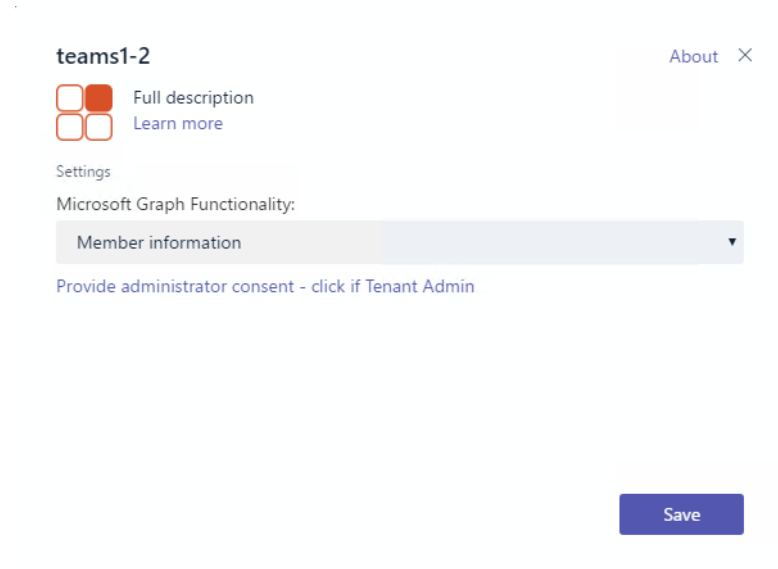 teams1-2
About
Full description
Learn more
Settings
Microsoft Graph Functionality:
Member information
Provide administrator consent - click if Tenant Admin
Save